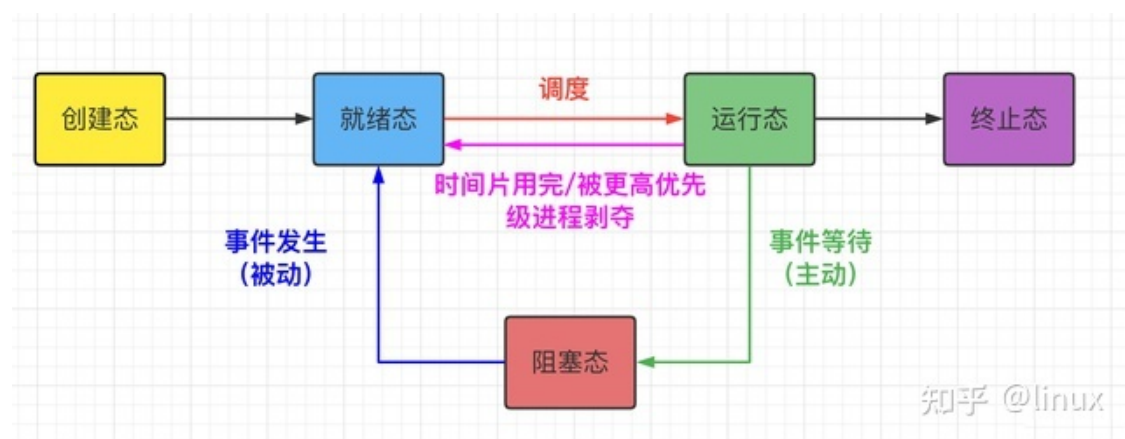 调度
创建态
就绪态
运行态
终止态
时间片用完/被更高优先
级进程剥夺
事件发生
（被动）
事件等待
（主动）
阻塞态
知乎 @linux